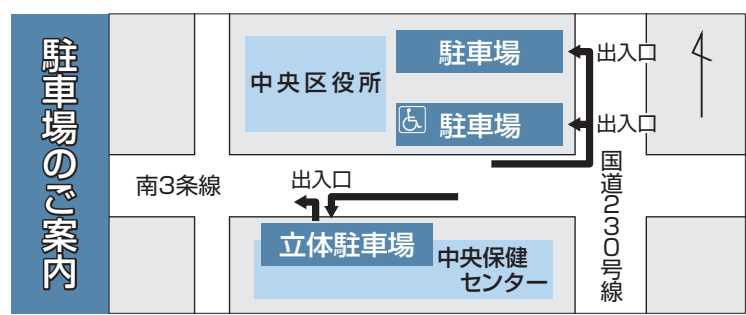 駐車場のご案内
中央区役所
駐車場
出入口
駐車場
出入口
南3条線
出入口
国道230号線
立体駐車場
中央保健
センター